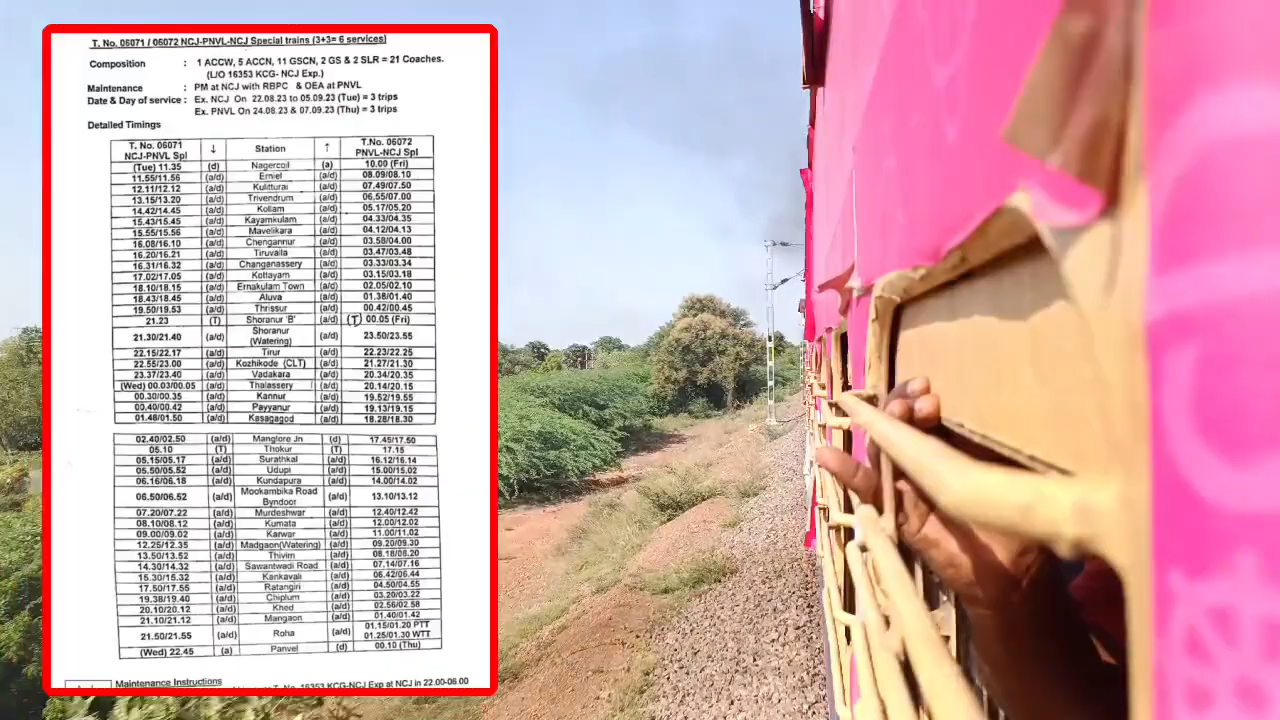 T. No. 06071 / 06072 NCJ-PNVL-NCJ Special trains (3+3= 6 services)
Composition : 1 ACCW, 5 ACCN, 11 GSCN, 2 GS & 2 SLR = 21 Coaches.
(L/O 16353 KCG- NCJ Exp.)
Maintenance : PM at NCJ with RBPC & OEA at PNVL
Date & Day of service : Ex. NCJ On 22.08.23 to 05.09.23 (Tue) = 3 trips
Ex. PNVL On 24.08.23 & 07.09.23 (Thu) = 3 trips
Detailed Timings
T. No. 06071 NCJ-PNVL Spl ↓ Station ↑ T.No. 06072 PNVL-NCJ Spl
(Tue) 11.35 (d) Nagercoil (a) 10.00 (Fri)
11.55/11.56 (a/d) Erniel (a/d) 08.09/08.10
12.11/12.12 (a/d) Kulitturai (a/d) 07.49/07.50
13.15/13.20 (a/d) Trivendrum (a/d) 06.55/07.00
14.42/14.45 (a/d) Kollam (a/d) 05.17/05.20
15.43/15.45 (a/d) Kayamkulam (a/d) 04.33/04.35
15.55/15.56 (a/d) Mavelikara (a/d) 04.12/04.13
16.08/16.10 (a/d) Chengannur (a/d) 03.58/04.00
16.20/16.21 (a/d) Tiruvalla (a/d) 03.47/03.48
16.31/16.32 (a/d) Changanassery (a/d) 03.33/03.34
17.02/17.05 (a/d) Kottayam (a/d) 03.15/03.18
18.10/18.15 (a/d) Ernakulam Town (a/d) 02.05/02.10
18.43/18.45 (a/d) Aluva (a/d) 01.38/01.40
19.50/19.53 (a/d) Thrissur (a/d) 00.42/00.45
21.23 (T) Shoranur 'B' (a/d) (T) 00.05 (Fri)
21.30/21.40 (a/d) Shoranur (Watering) (a/d) 23.50/23.55
22.15/22.17 (a/d) Tirur (a/d) 22.23/22.25
22.55/23.00 (a/d) Kozhikode (CLT) (a/d) 21.27/21.30
23.37/23.40 (a/d) Vadakara (a/d) 20.34/20.35
(Wed) 00.03/00.05 (a/d) Thalassery (a/d) 20.14/20.15
00.30/00.35 (a/d) Kannur (a/d) 19.52/19.55
00.40/00.42 (a/d) Payyanur (a/d) 19.13/19.15
01.48/01.50 (a/d) Kasagagod (a/d) 18.28/18.30
02.40/02.50 (a/d) Manglore Jn (d) 17.45/17.50
05.10 (T) Thokur (T) 17.15
05.15/05.17 (a/d) Surathkal (a/d) 16.12/16.14
05.50/05.52 (a/d) Udupi (a/d) 15.00/15.02
06.16/06.18 (a/d) Kundapura (a/d) 14.00/14.02
06.50/06.52 (a/d) Mookambika Road Byndoor (a/d) 13.10/13.12
07.20/07.22 (a/d) Murdeshwar (a/d) 12.40/12.42
08.10/08.12 (a/d) Kumata (a/d) 12.00/12.02
09.00/09.02 (a/d) Karwar (a/d) 11.00/11.02
12.25/12.35 (a/d) Madgaon(Watering) (a/d) 09.20/09.30
13.50/13.52 (a/d) Thivim (a/d) 08.18/08.20
14.30/14.32 (a/d) Sawantwadi Road (a/d) 07.14/07.16
15.30/15.32 (a/d) Kankavali (a/d) 06.42/06.44
17.50/17.55 (a/d) Ratangiri (a/d) 04.50/04.55
19.38/19.40 (a/d) Chiplum (a/d) 03.20/03.22
20.10/20.12 (a/d) Khed (a/d) 02.56/02.58
21.10/21.12 (a/d) Mangaon (a/d) 01.40/01.42
21.50/21.55 (a/d) Roha (a/d) 01.15/01.20 PTT
01.25/01.30 WTT
(Wed) 22.45 (a) Panvel (d) 00.10 (Thu)
Maintenance Instructions
T. No. 16353 KCG-NCJ Exp at NCJ in 22.00-06.00